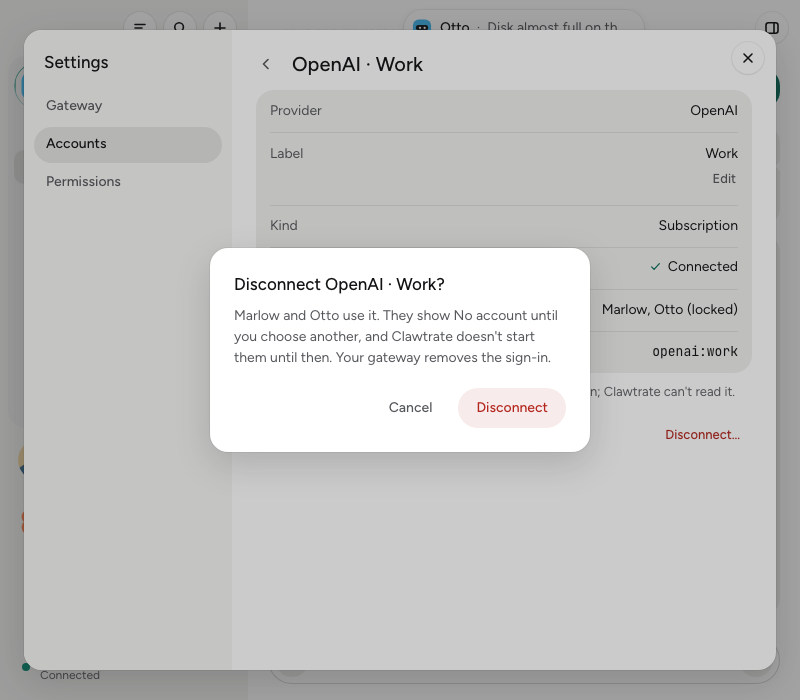 Otto · Disk almost full on th
Settings
Gateway
Accounts
Permissions
OpenAI · Work
Provider
OpenAI
Label
Work
Edit
Kind
Subscription
Connected
Marlow, Otto (locked)
openai:work
n; Clawtrate can't read it.
Disconnect...
Disconnect OpenAI · Work?
Marlow and Otto use it. They show No account until
you choose another, and Clawtrate doesn't start
them until then. Your gateway removes the sign-in.
Cancel
Disconnect
Connected